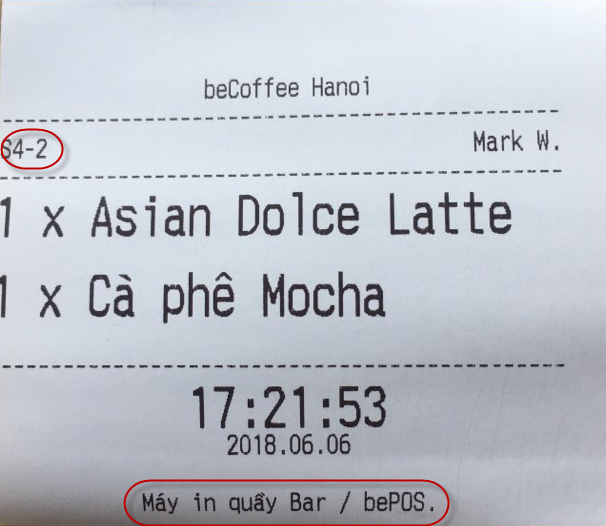 beCoffee Hanoi
S4-2 Mark W.
1 x Asian Dolce Latte
1 x Cà phê Mocha
17:21:53
2018.06.06
Máy in quầy Bar / bePOS.